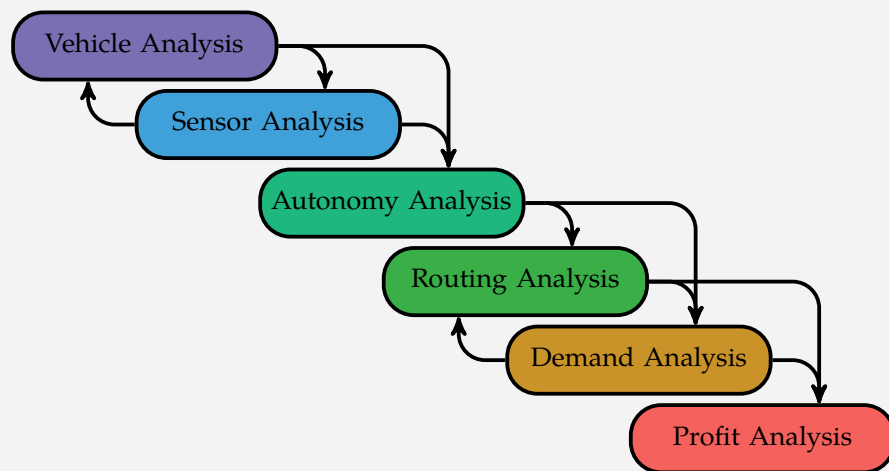 Vehicle Analysis
Sensor Analysis
Autonomy Analysis
Routing Analysis
Demand Analysis
Profit Analysis